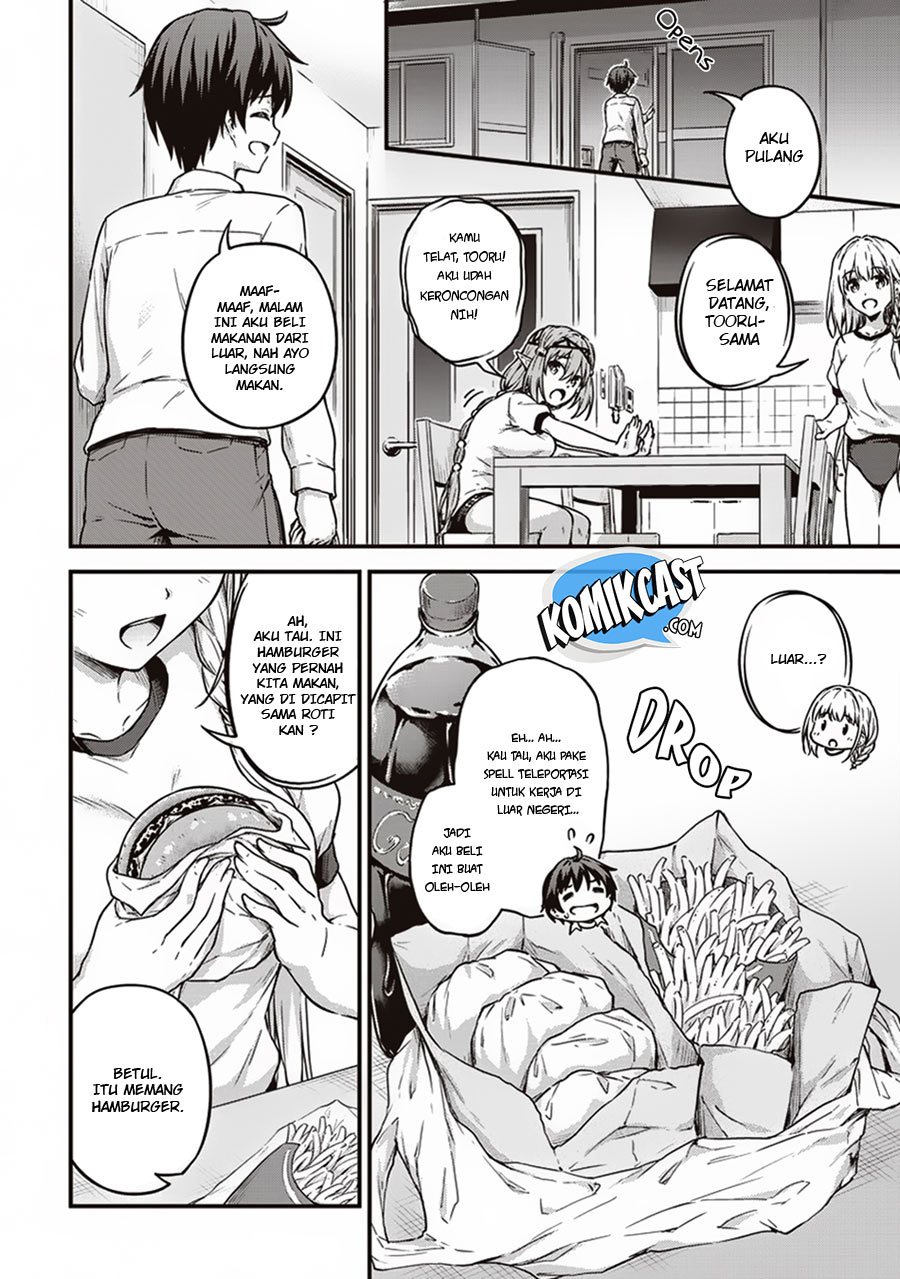 Opens
AKU
PULANG
SELAMAT
DATANG,
TOORU-
SAMA
KAMU
TELAT, TOORU!
AKU UDAH
KERONCONGAN
NIH!
MAAF-
MAAF, MALAM
INI AKU BELI
MAKANAN DARI
LUAR, NAH AYO
LANGSUNG
MAKAN.
KOMIKCAST
.COM
LUAR...?
DROP
EH... AH...
KAU TAU, AKU PAKE
SPELL TELEPORTASI
UNTUK KERJA DI
LUAR NEGERI...
JADI
AKU BELI
INI BUAT
OLEH-OLEH
AH,
AKU TAU. INI
HAMBURGER
YANG PERNAH
KITA MAKAN,
YANG DI DICAPIT
SAMA ROTI
KAN ?
BETUL.
ITU MEMANG
HAMBURGER.